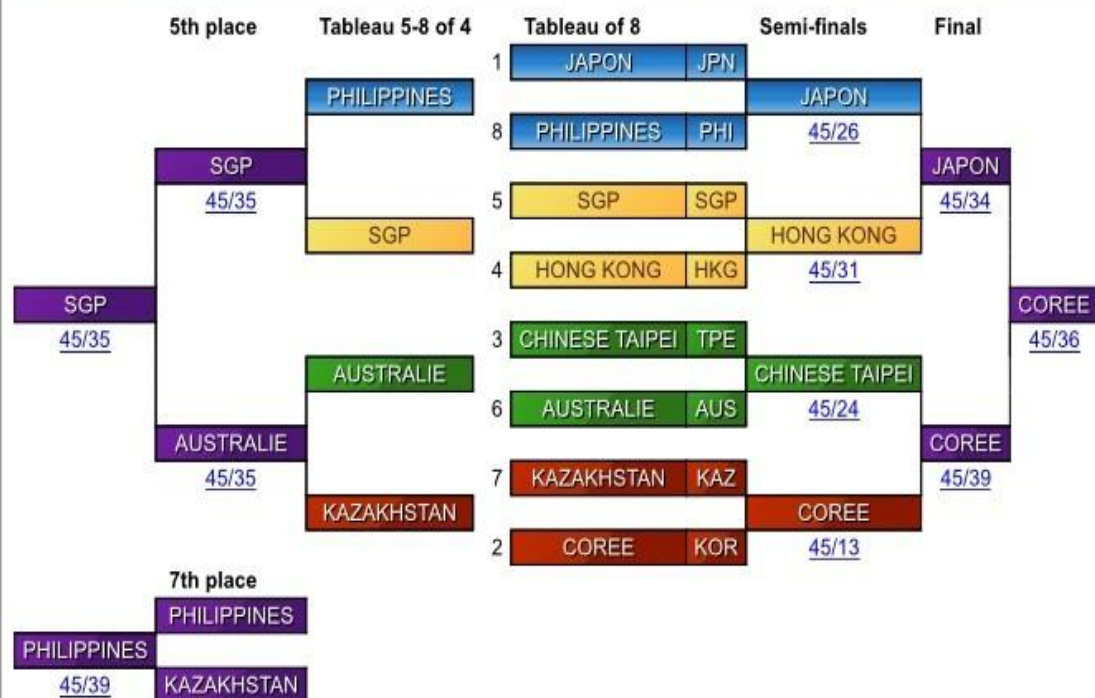 5th place Tableau 5-8 of 4 Tableau of 8 Semi-finals Final
1 JAPON JPN
PHILIPPINES JAPON
8 PHILIPPINES PHI 45/26
SGP JAPON
45/35 5 SGP SGP 45/34
SGP HONG KONG
4 HONG KONG HKG 45/31
SGP COREE
45/35 3 CHINESE TAIPEI TPE 45/36
AUSTRALIE CHINESE TAIPEI
6 AUSTRALIE AUS 45/24
AUSTRALIE COREE
45/35 7 KAZAKHSTAN KAZ 45/39
KAZAKHSTAN COREE
2 COREE KOR 45/13
7th place
PHILIPPINES
PHILIPPINES
45/39 KAZAKHSTAN